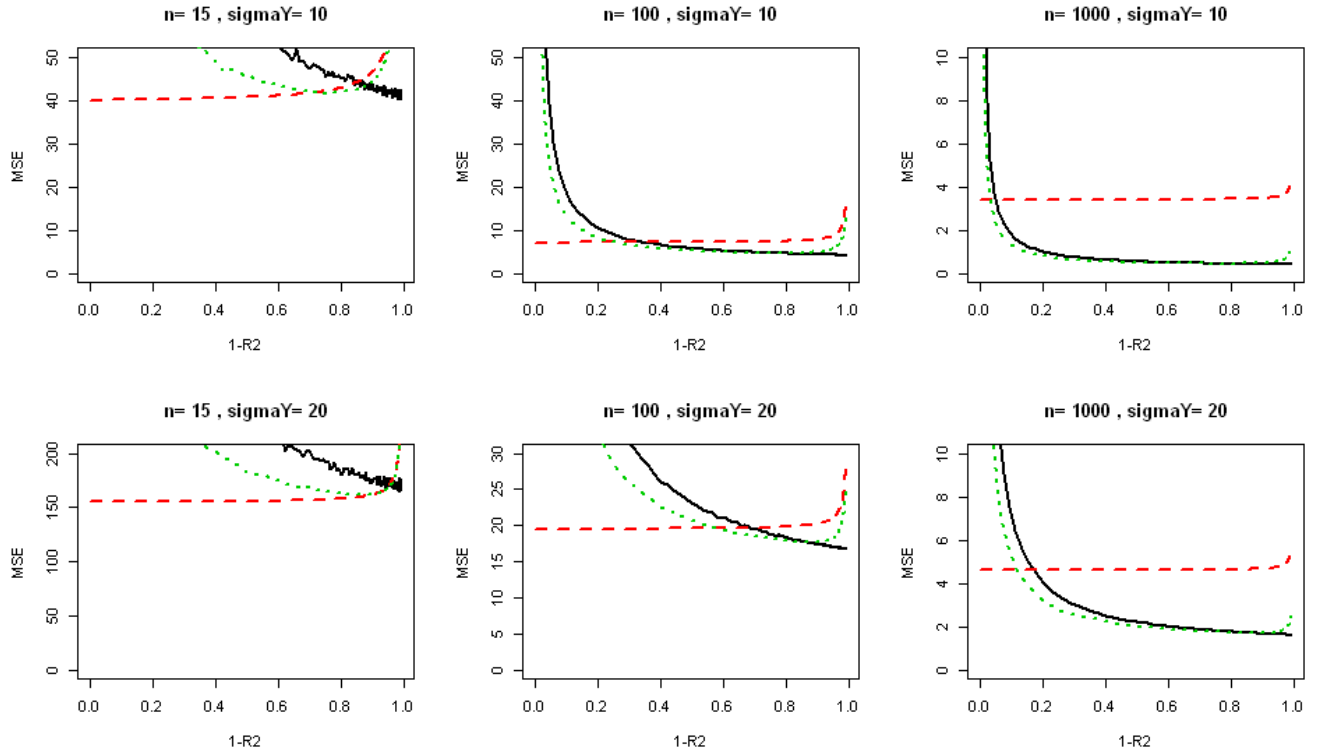 n= 15 , sigmaY= 10
MSE
0 10 20 30 40 50
0.0 0.2 0.4 0.6 0.8 1.0
1-R2
n= 100 , sigmaY= 10
MSE
0 10 20 30 40 50
0.0 0.2 0.4 0.6 0.8 1.0
1-R2
n= 1000 , sigmaY= 10
MSE
0 2 4 6 8 10
0.0 0.2 0.4 0.6 0.8 1.0
1-R2
n= 15 , sigmaY= 20
MSE
0 50 100 150 200
0.0 0.2 0.4 0.6 0.8 1.0
1-R2
n= 100 , sigmaY= 20
MSE
0 5 10 15 20 25 30
0.0 0.2 0.4 0.6 0.8 1.0
1-R2
n= 1000 , sigmaY= 20
MSE
0 2 4 6 8 10
0.0 0.2 0.4 0.6 0.8 1.0
1-R2